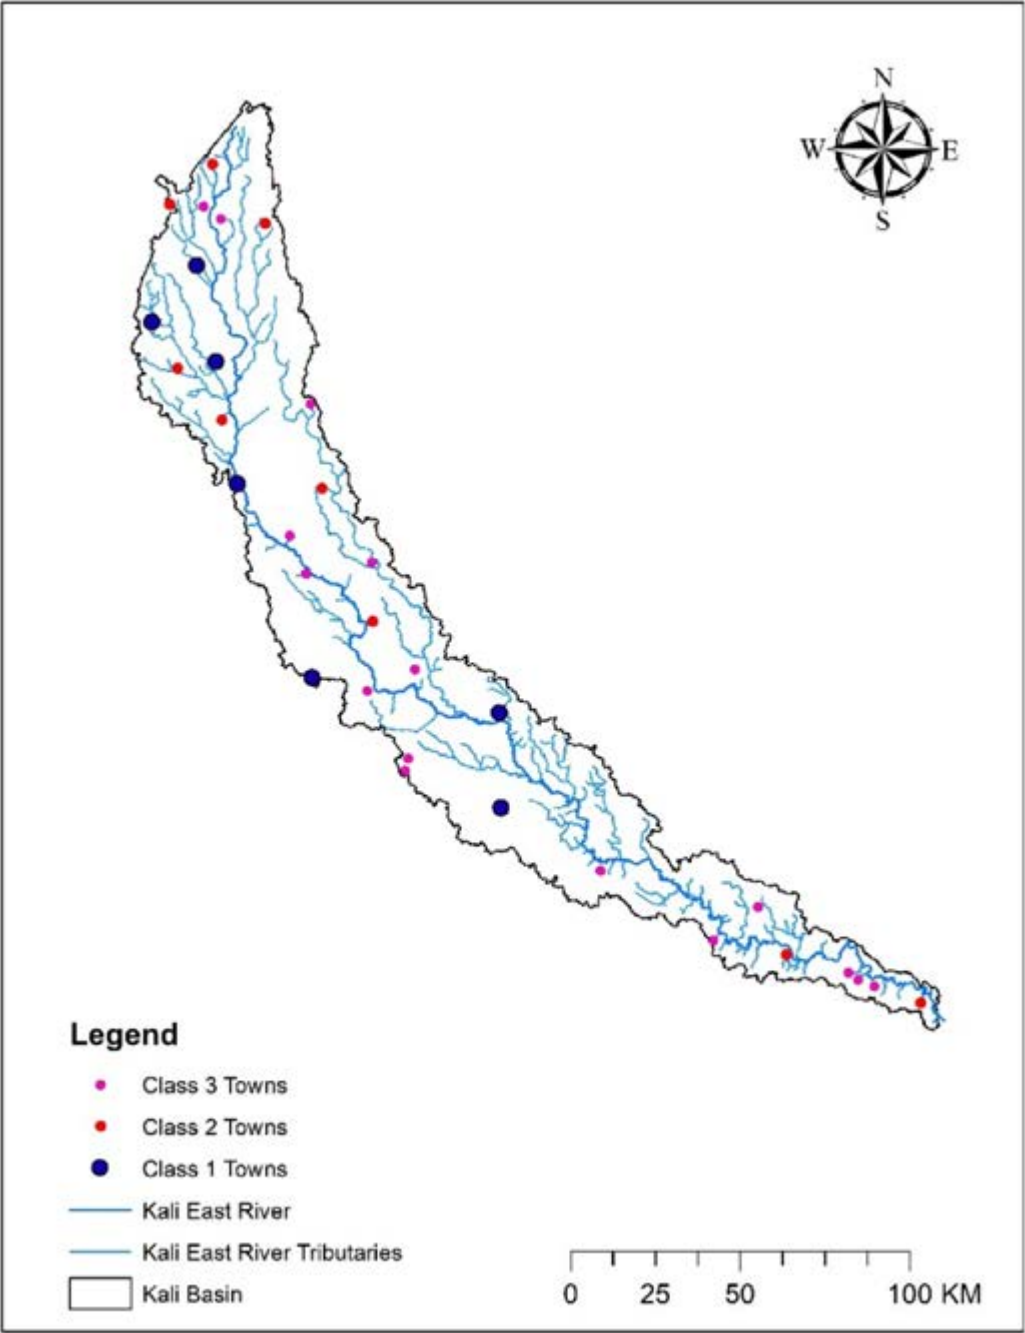 N
W E
S
Legend
Class 3 Towns
Class 2 Towns
Class 1 Towns
Kali East River
Kali East River Tributaries
Kali Basin
0 25 50 100 KM